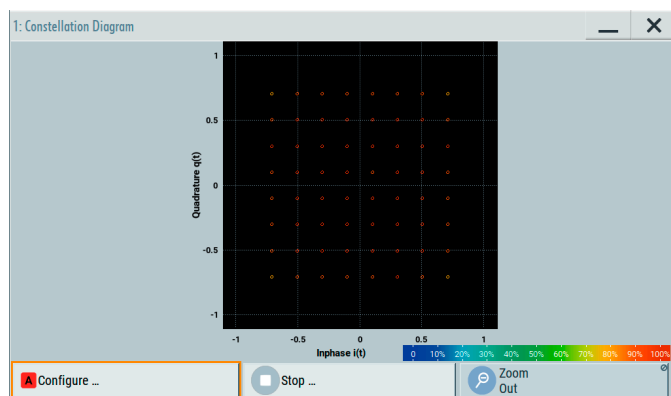 1: Constellation Diagram
1
0.5
0
-0.5
-1
Quadrature q(t)
-1
-0.5
0
0.5
1
Inphase i(t)
0 10% 20% 30% 40% 50% 60% 70% 80% 90% 100%
A Configure ...
Stop ...
Zoom
Out